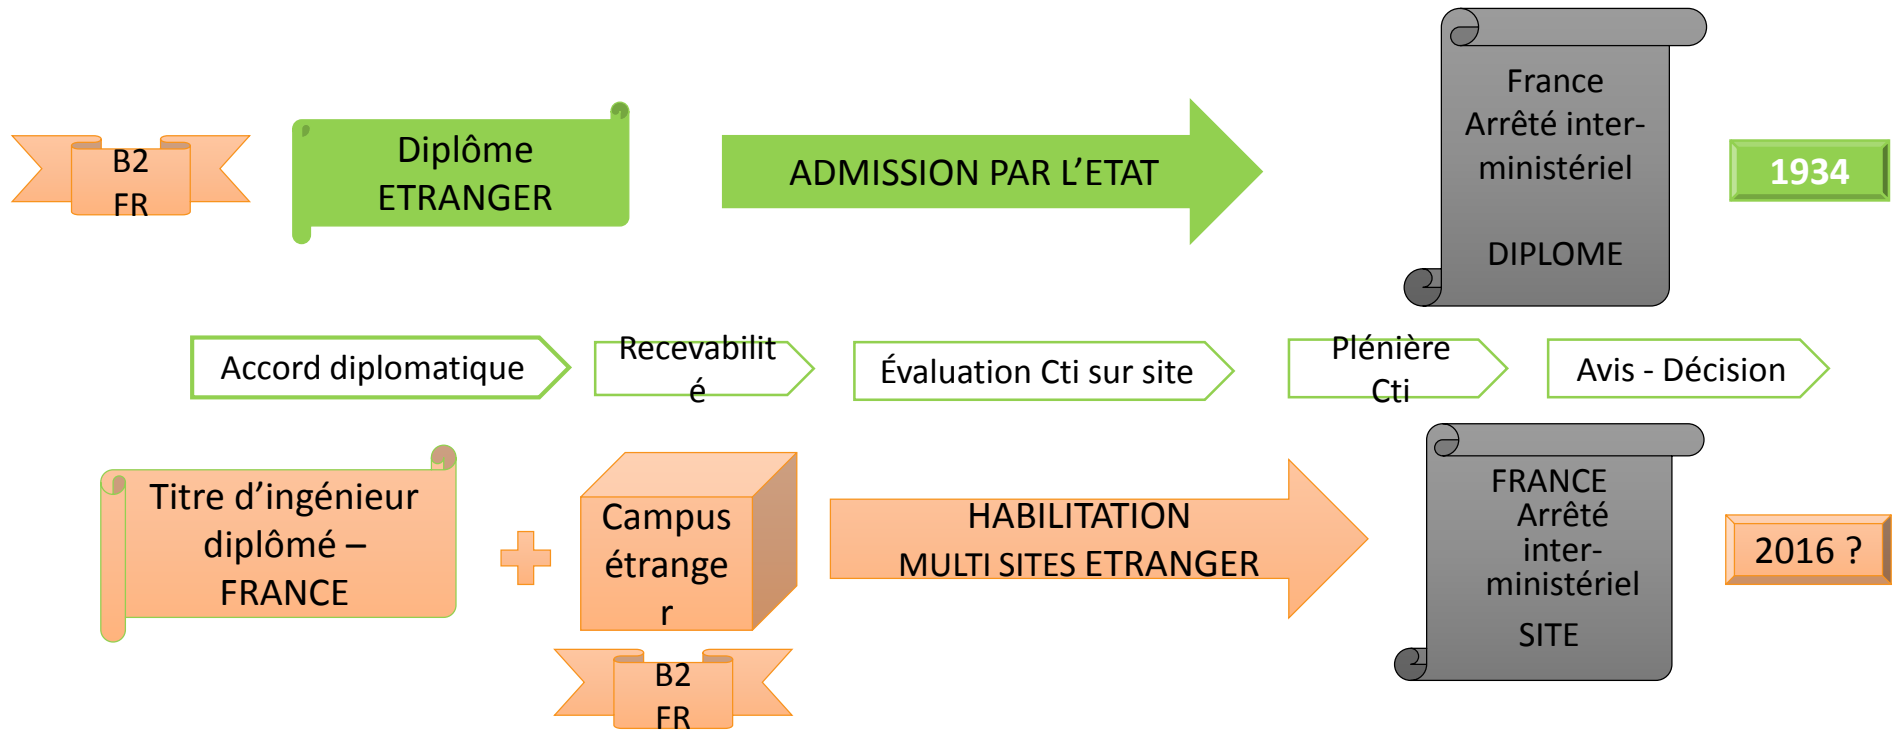 B2
FR
Diplôme
ETRANGER
ADMISSION PAR L’ETAT
France
Arrêté inter-
ministériel
DIPLOME
1934
Accord diplomatique
Recevabilit
é
Évaluation Cti sur site
Plénière
Cti
Avis - Décision
Titre d’ingénieur
diplômé –
FRANCE
Campus
étrange
r
B2
FR
HABILITATION
MULTI SITES ETRANGER
FRANCE
Arrêté
inter-
ministériel
SITE
2016 ?